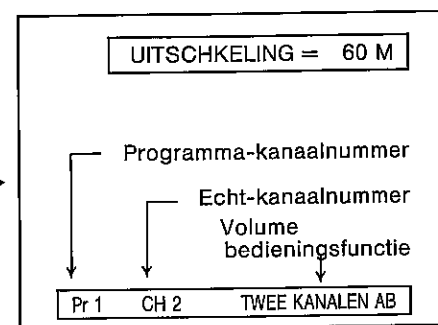 UITSCHKELING = 60 M
Programma-kanaalnummer
Echt-kanaalnummer
Volume
bedieningsfunctie
Pr 1 CH 2 TWEE KANALEN AB